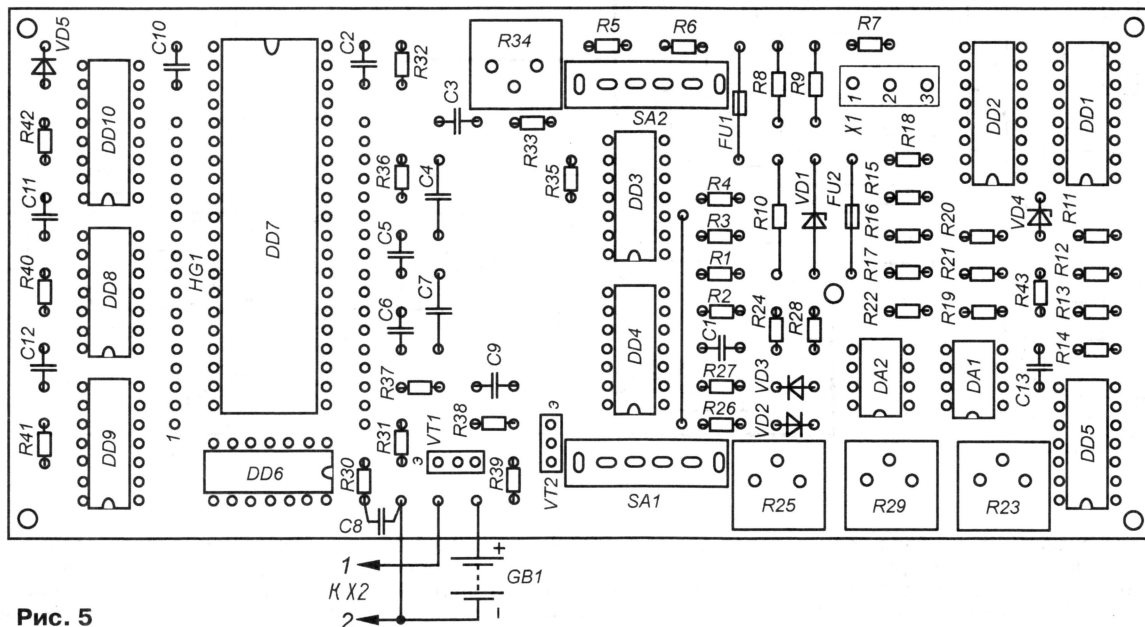 VD5
C10
C2
R32
R34
R5
R6
R7
R42
DD10
C3
R33
SA2
FU1
R8
R9
1 2 3
X1
R18
DD2
DD1
C11
R36
C4
R35
DD3
R4
R10
VD1
FU2
R15
R16
R20
VD4
R11
HG1
DD7
C5
R3
R17
R21
R12
R40
DD8
C6
C7
R1
R2
R24
R28
R22
R19
R43
R13
C12
DD4
C1
R14
R37
C9
R27
VD3
DA2
DA1
C13
R41
DD9
1
R31
VT1
R38
э
R26
VD2
DD5
DD6
R30
э
R39
VT2
SA1
R25
R29
R23
C8
1
К X2
2
+
GB1
–
Рис. 5